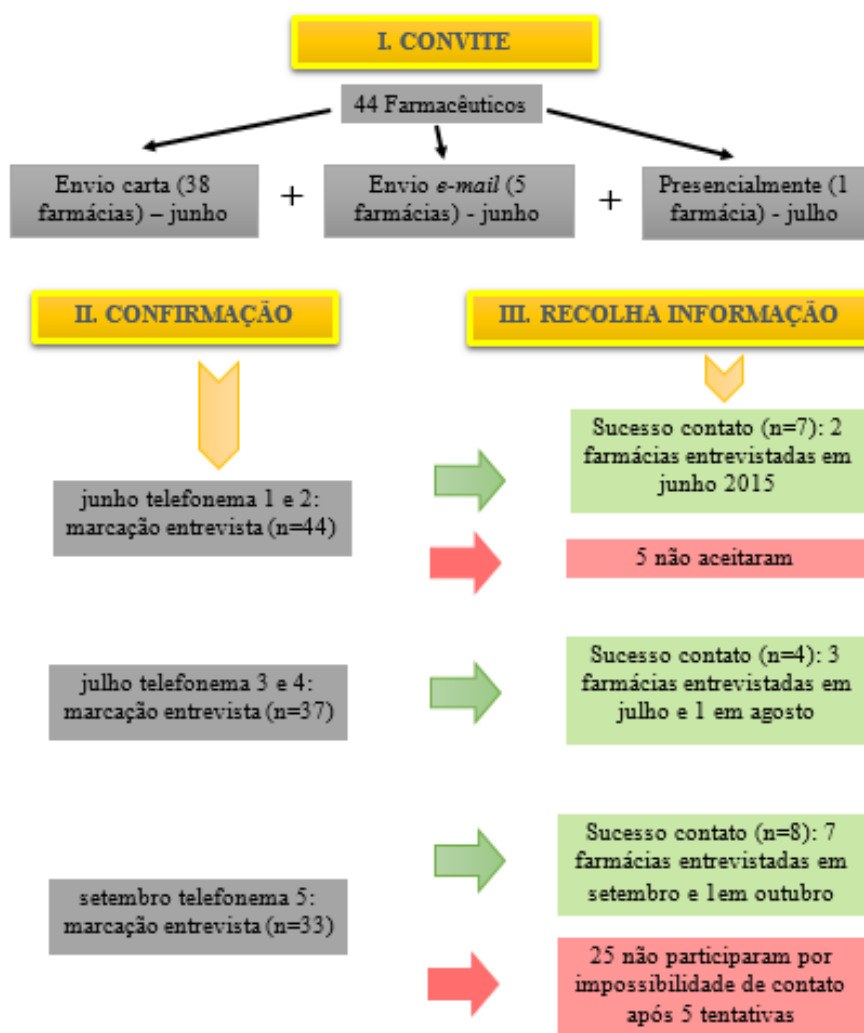 I. CONVITE
44 Farmacêuticos
Envio carta (38
farmácias) – junho
+
Envio e-mail (5
farmácias) - junho
+
Presencialmente (1
farmácia) - julho
II. CONFIRMAÇÃO
junho telefonema 1 e 2:
marcação entrevista (n=44)
julho telefonema 3 e 4:
marcação entrevista (n=37)
setembro telefonema 5:
marcação entrevista (n=33)
III. RECOLHA INFORMAÇÃO
Sucesso contato (n=7): 2
farmácias entrevistadas em
junho 2015
5 não aceitaram
Sucesso contato (n=4): 3
farmácias entrevistadas em
julho e 1 em agosto
Sucesso contato (n=8): 7
farmácias entrevistadas em
setembro e 1em outubro
25 não participaram por
impossibilidade de contato
após 5 tentativas